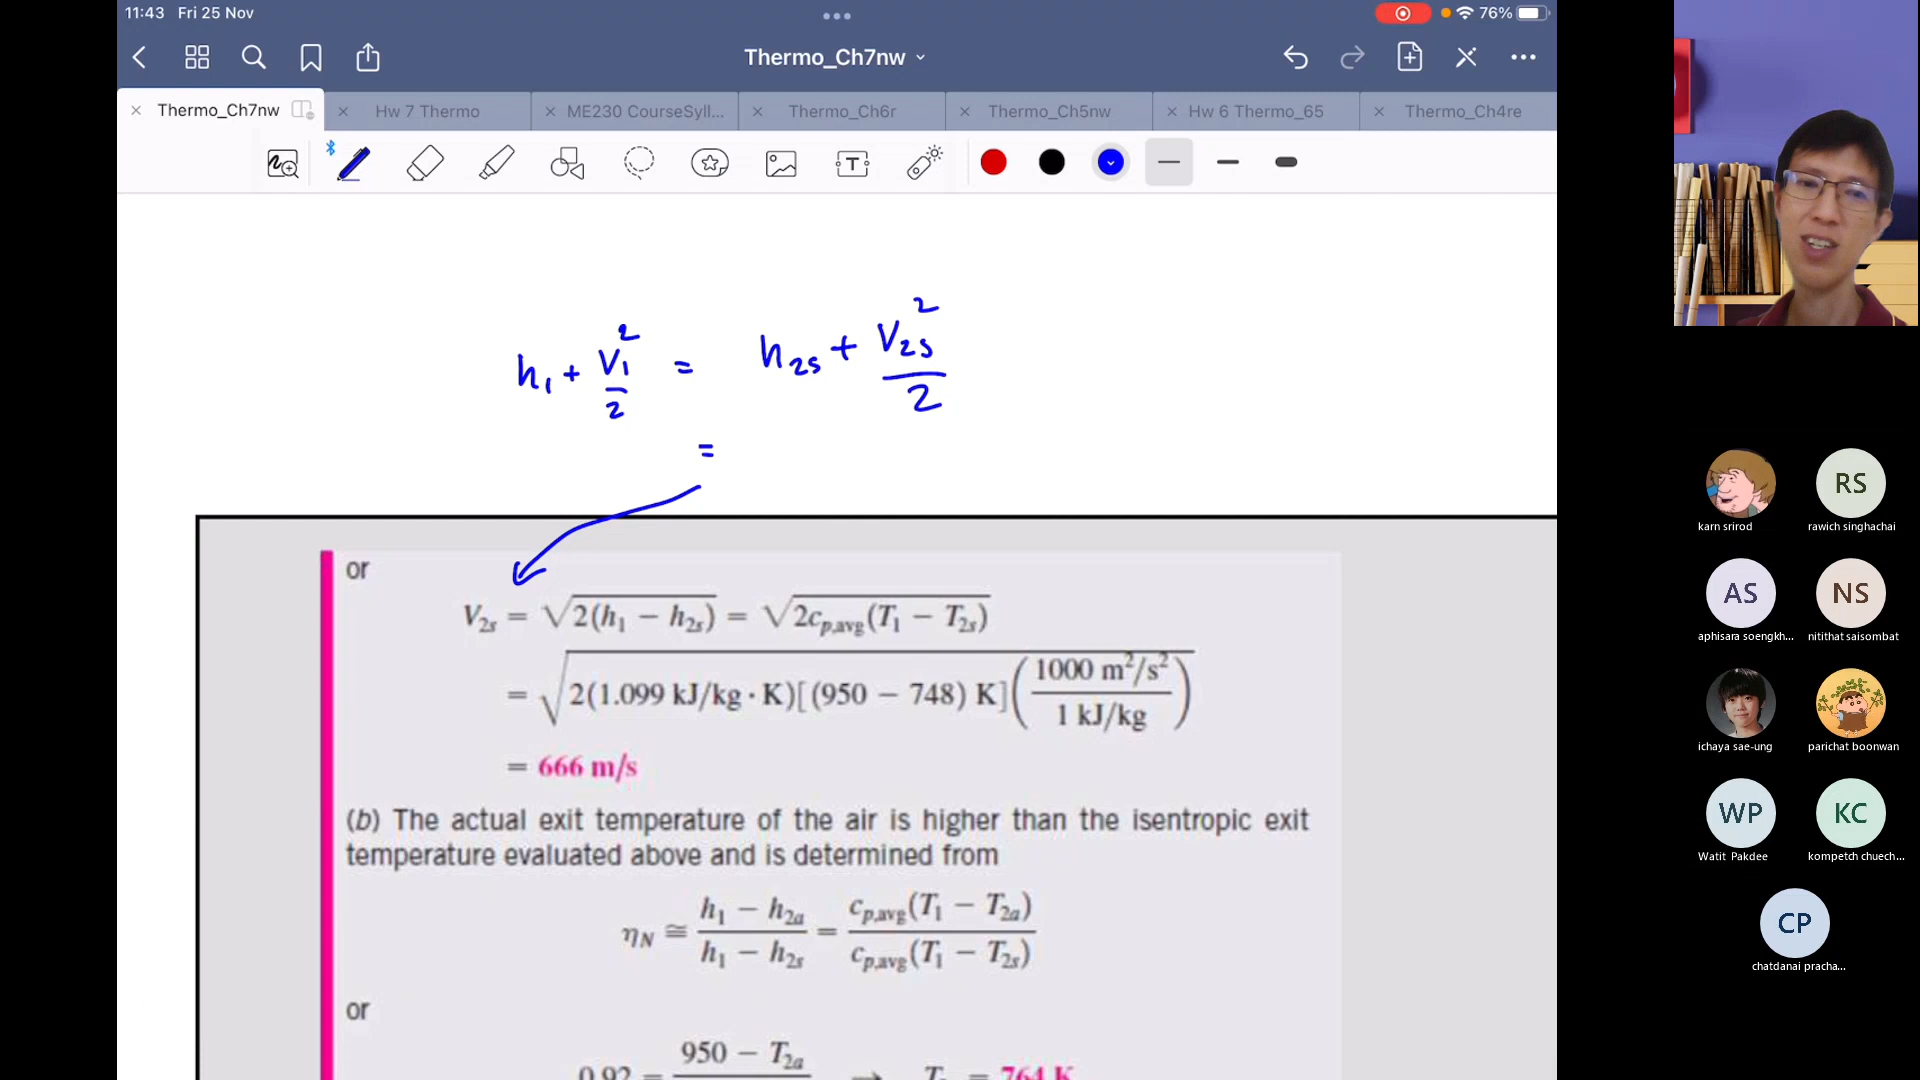 11:43 Fri 25 Nov
76%
Thermo_Ch7nw
Thermo_Ch7nw
Hw 7 Thermo
ME230 CourseSyll...
Thermo_Ch6r
Thermo_Ch5nw
Hw 6 Thermo_65
Thermo_Ch4re
h₁ + V₁²/2 = h₂s + V₂s²/2
=
or
V₂s = √2(h₁ − h₂s) = √2cp,avg(T₁ − T₂s)
= √2(1.099 kJ/kg · K)[(950 − 748) K](1000 m²/s² / 1 kJ/kg)
= 666 m/s
(b) The actual exit temperature of the air is higher than the isentropic exit
temperature evaluated above and is determined from
ηN ≅ (h₁ − h₂a)/(h₁ − h₂s) = cp,avg(T₁ − T₂a)/cp,avg(T₁ − T₂s)
or
0.92 = 950 − T₂a → = 764 K
karn srirod
RS
rawich singhachai
AS
aphisara soengkh...
NS
nitithat saisombat
ichaya sae-ung
parichat boonwan
WP
Watit Pakdee
KC
kompetch chuech...
CP
chatdanai pracha...